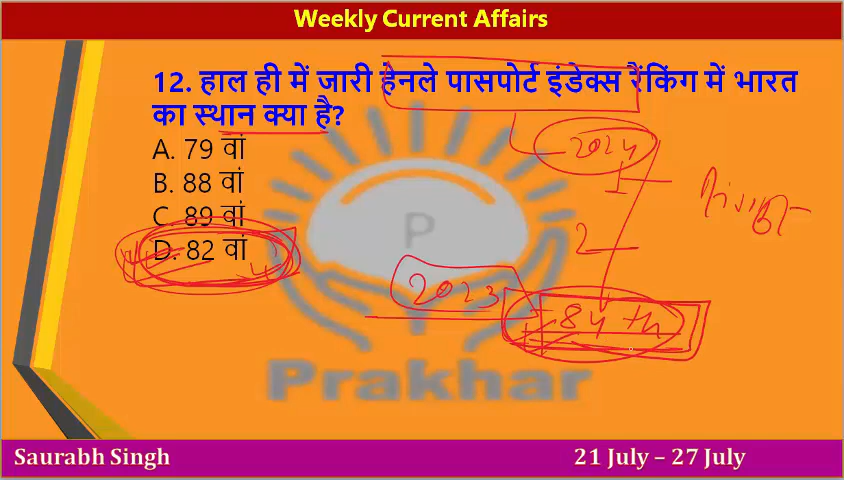 Weekly Current Affairs
12. हाल ही में जारी हेनले पासपोर्ट इंडेक्स रैंकिंग में भारत
का स्थान क्या है?
A. 79 वां
B. 88 वां
C. 89 वां
D. 82 वां
2024
1
2
2023
84 th
P
Prakhar
Saurabh Singh
21 July – 27 July